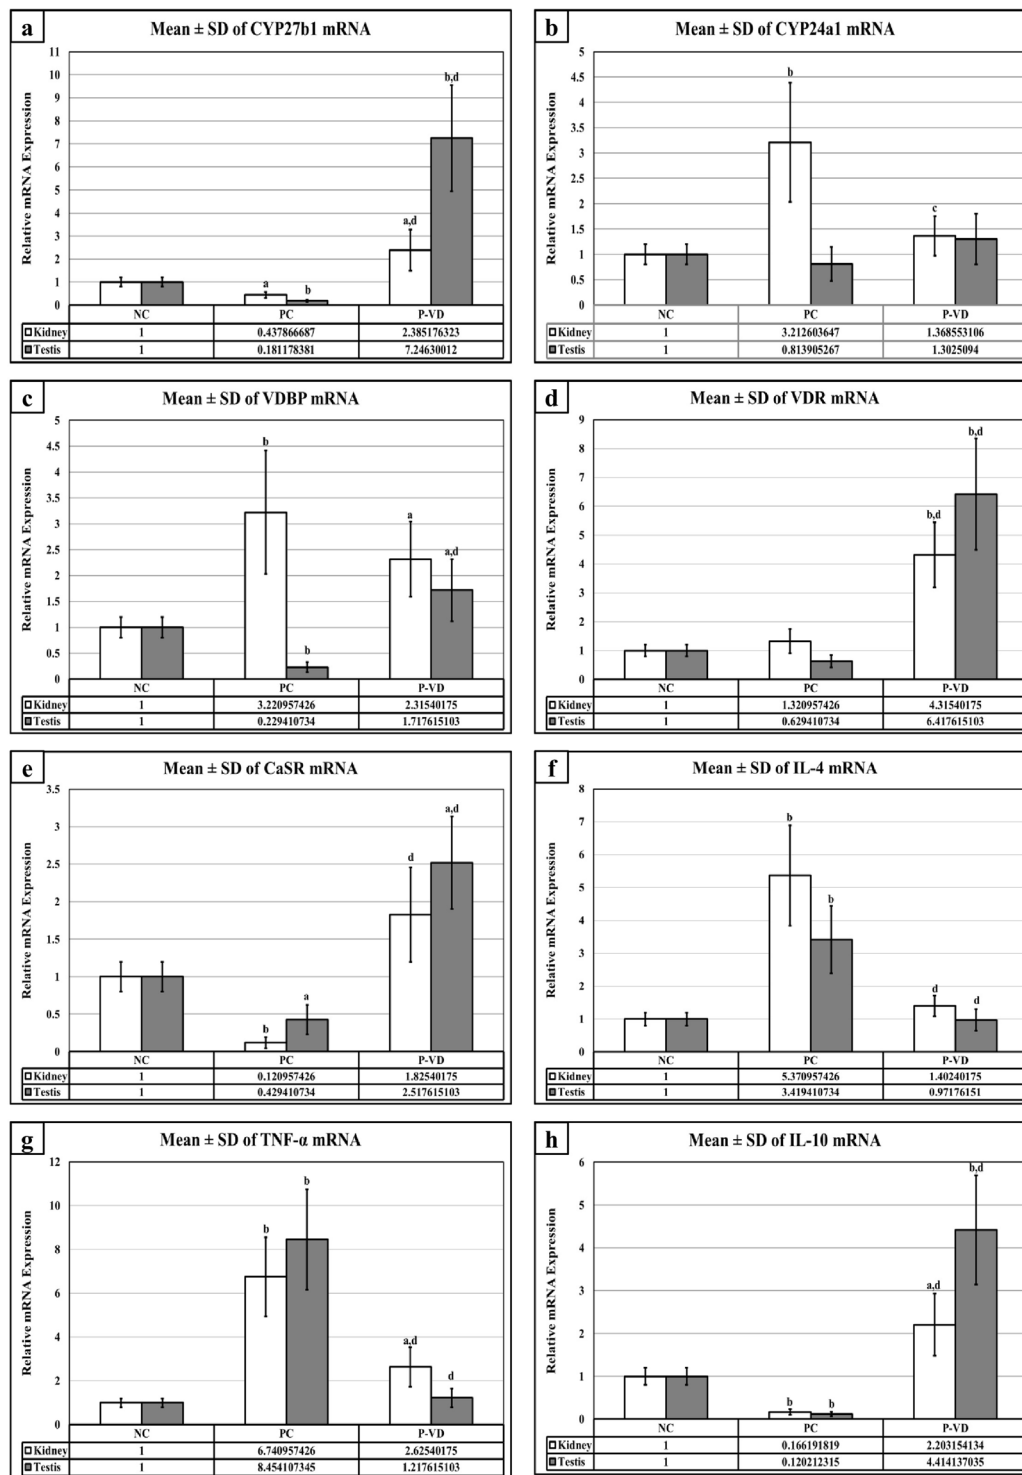 a
Mean ± SD of CYP27b1 mRNA
Relative mRNA Expression
11
10
9
8
7
6
5
4
3
2
1
0
a
b
a,d
b,d
NC PC P-VD
Kidney 1 0.437866687 2.385176323
Testis 1 0.181178381 7.24630012
b
Mean ± SD of CYP24a1 mRNA
Relative mRNA Expression
5
4.5
4
3.5
3
2.5
2
1.5
1
0.5
0
b
c
NC PC P-VD
Kidney 1 3.212603647 1.368553106
Testis 1 0.813905267 1.3025094
c
Mean ± SD of VDBP mRNA
Relative mRNA Expression
5
4.5
4
3.5
3
2.5
2
1.5
1
0.5
0
b
b
a
a,d
NC PC P-VD
Kidney 1 3.220957426 2.31540175
Testis 1 0.229410734 1.717615103
d
Mean ± SD of VDR mRNA
Relative mRNA Expression
9
8
7
6
5
4
3
2
1
0
b,d
b,d
NC PC P-VD
Kidney 1 1.320957426 4.31540175
Testis 1 0.629410734 6.417615103
e
Mean ± SD of CaSR mRNA
Relative mRNA Expression
3.5
3
2.5
2
1.5
1
0.5
0
b
a
d
a,d
NC PC P-VD
Kidney 1 0.120957426 1.82540175
Testis 1 0.429410734 2.517615103
f
Mean ± SD of IL-4 mRNA
Relative mRNA Expression
8
7
6
5
4
3
2
1
0
b
b
d
d
NC PC P-VD
Kidney 1 5.370957426 1.40240175
Testis 1 3.419410734 0.97176151
g
Mean ± SD of TNF-α mRNA
Relative mRNA Expression
12
10
8
6
4
2
0
b
b
a,d
d
NC PC P-VD
Kidney 1 6.740957426 2.62540175
Testis 1 8.454107345 1.217615103
h
Mean ± SD of IL-10 mRNA
Relative mRNA Expression
6
5
4
3
2
1
0
b
b
a,d
b,d
NC PC P-VD
Kidney 1 0.166191819 2.203154134
Testis 1 0.120212315 4.414137035